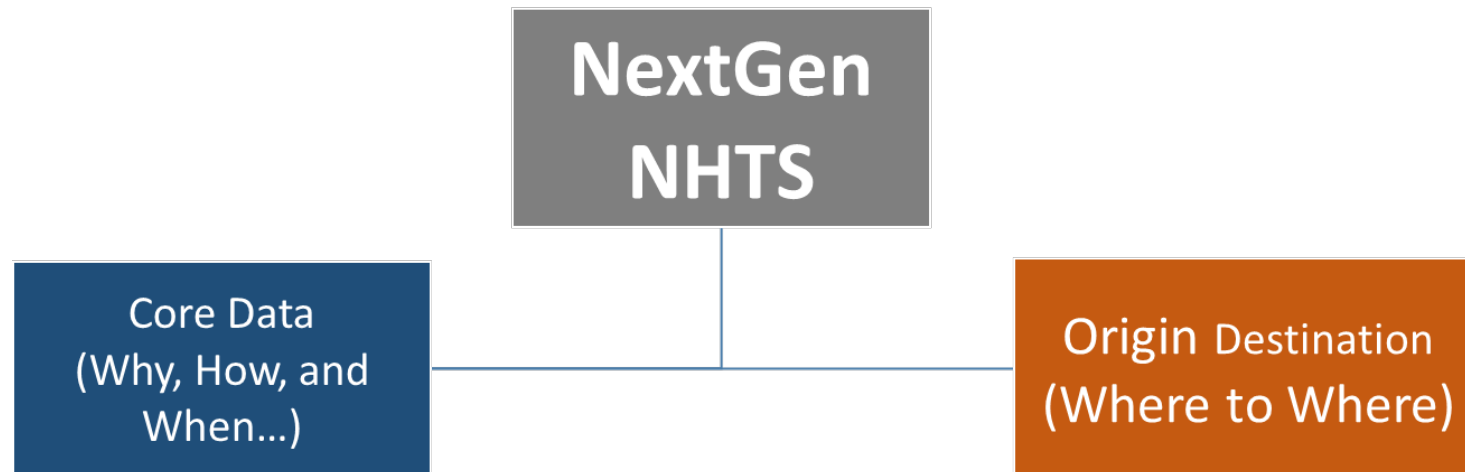 NextGen
NHTS
Core Data
(Why, How, and
When…)
Origin Destination
(Where to Where)